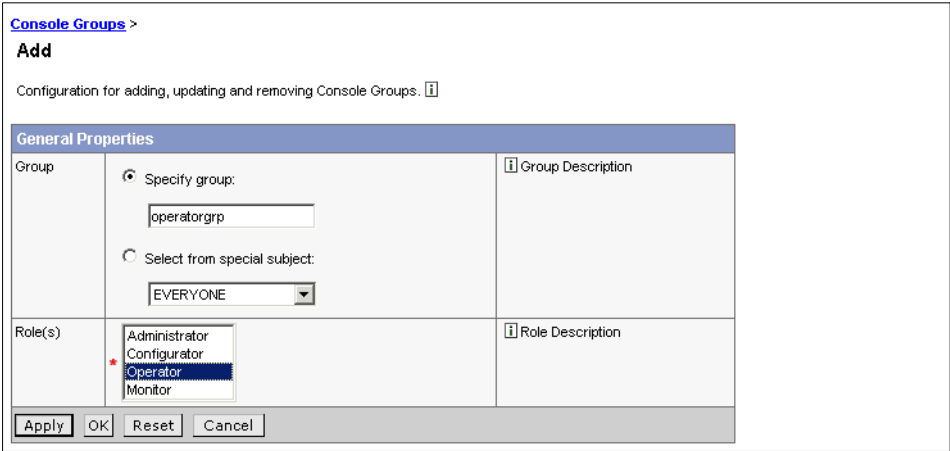 Console Groups >
Add
Configuration for adding, updating and removing Console Groups. i
General Properties
Group
Specify group:
operatorgrp
Select from special subject:
EVERYONE
i Group Description
Role(s)
* Administrator
Configurator
Operator
Monitor
i Role Description
Apply OK Reset Cancel